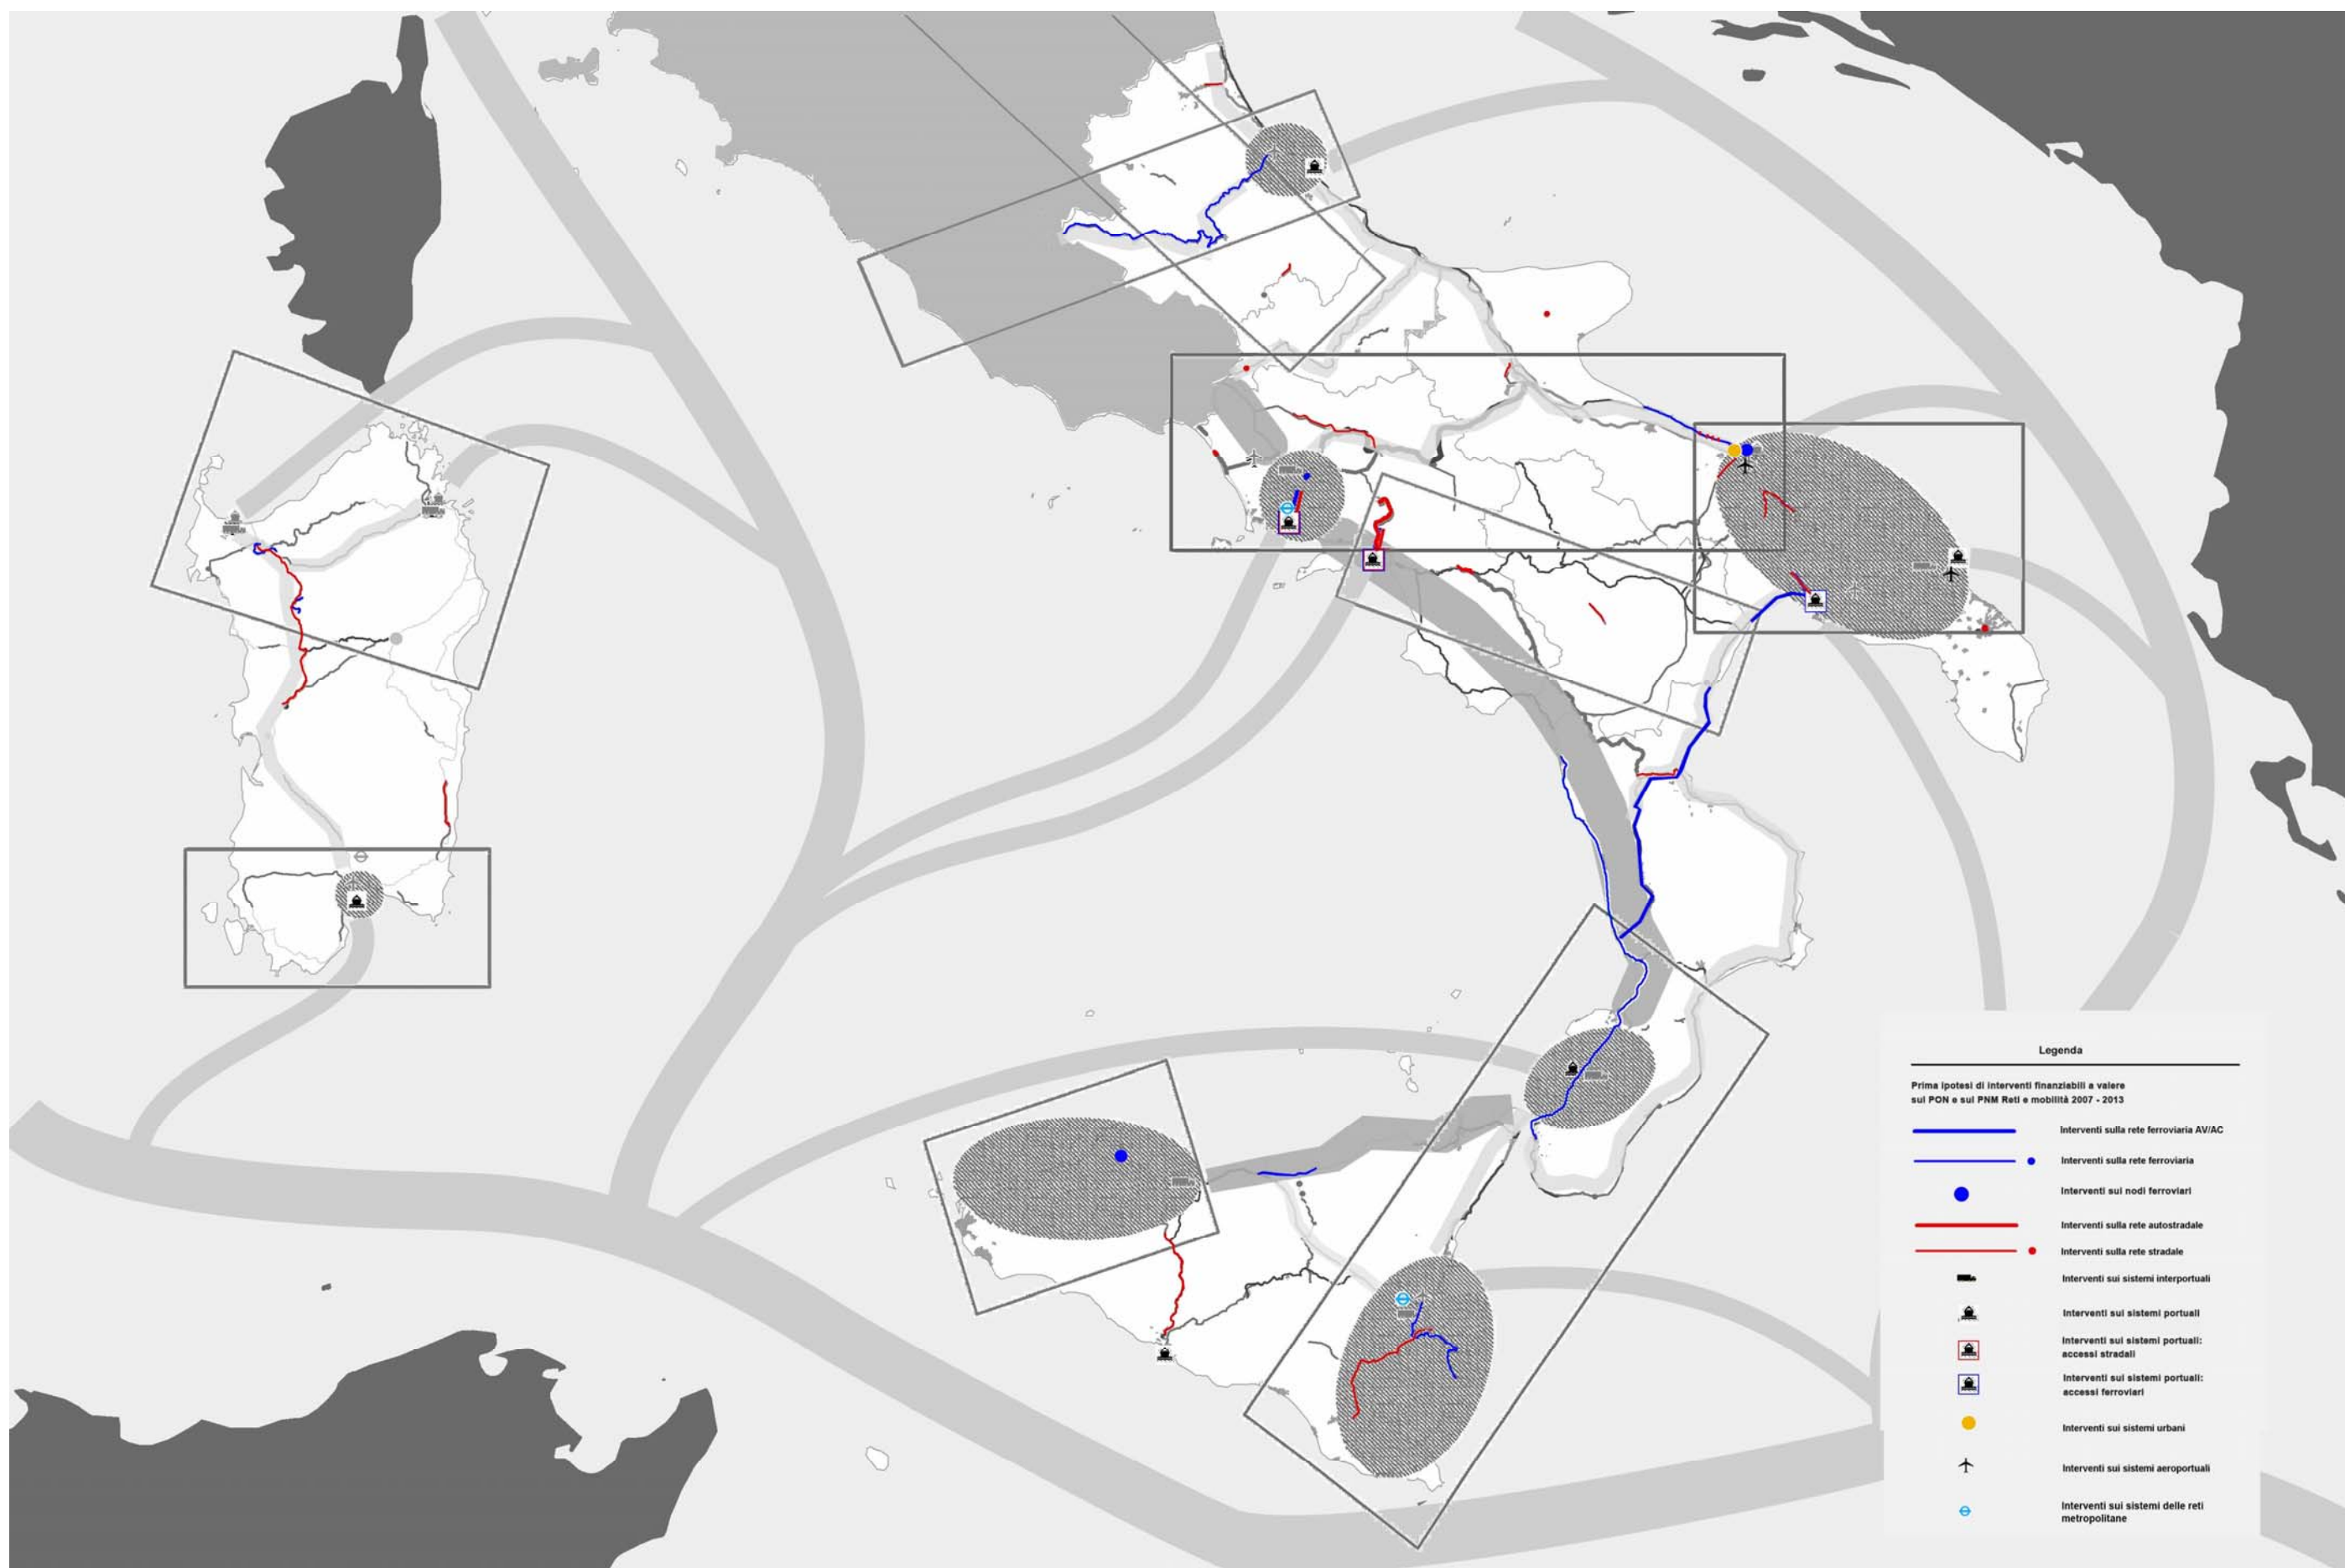 Legenda
Prima ipotesi di interventi finanziabili a valere
sul PON e sul PNM Reti e mobilità 2007 - 2013
Interventi sulla rete ferroviaria AV/AC
Interventi sulla rete ferroviaria
Interventi sui nodi ferroviari
Interventi sulla rete autostradale
Interventi sulla rete stradale
Interventi sui sistemi interportuali
Interventi sui sistemi portuali
Interventi sui sistemi portuali:
accessi stradali
Interventi sui sistemi portuali:
accessi ferroviari
Interventi sui sistemi urbani
Interventi sui sistemi aeroportuali
Interventi sui sistemi delle reti
metropolitane